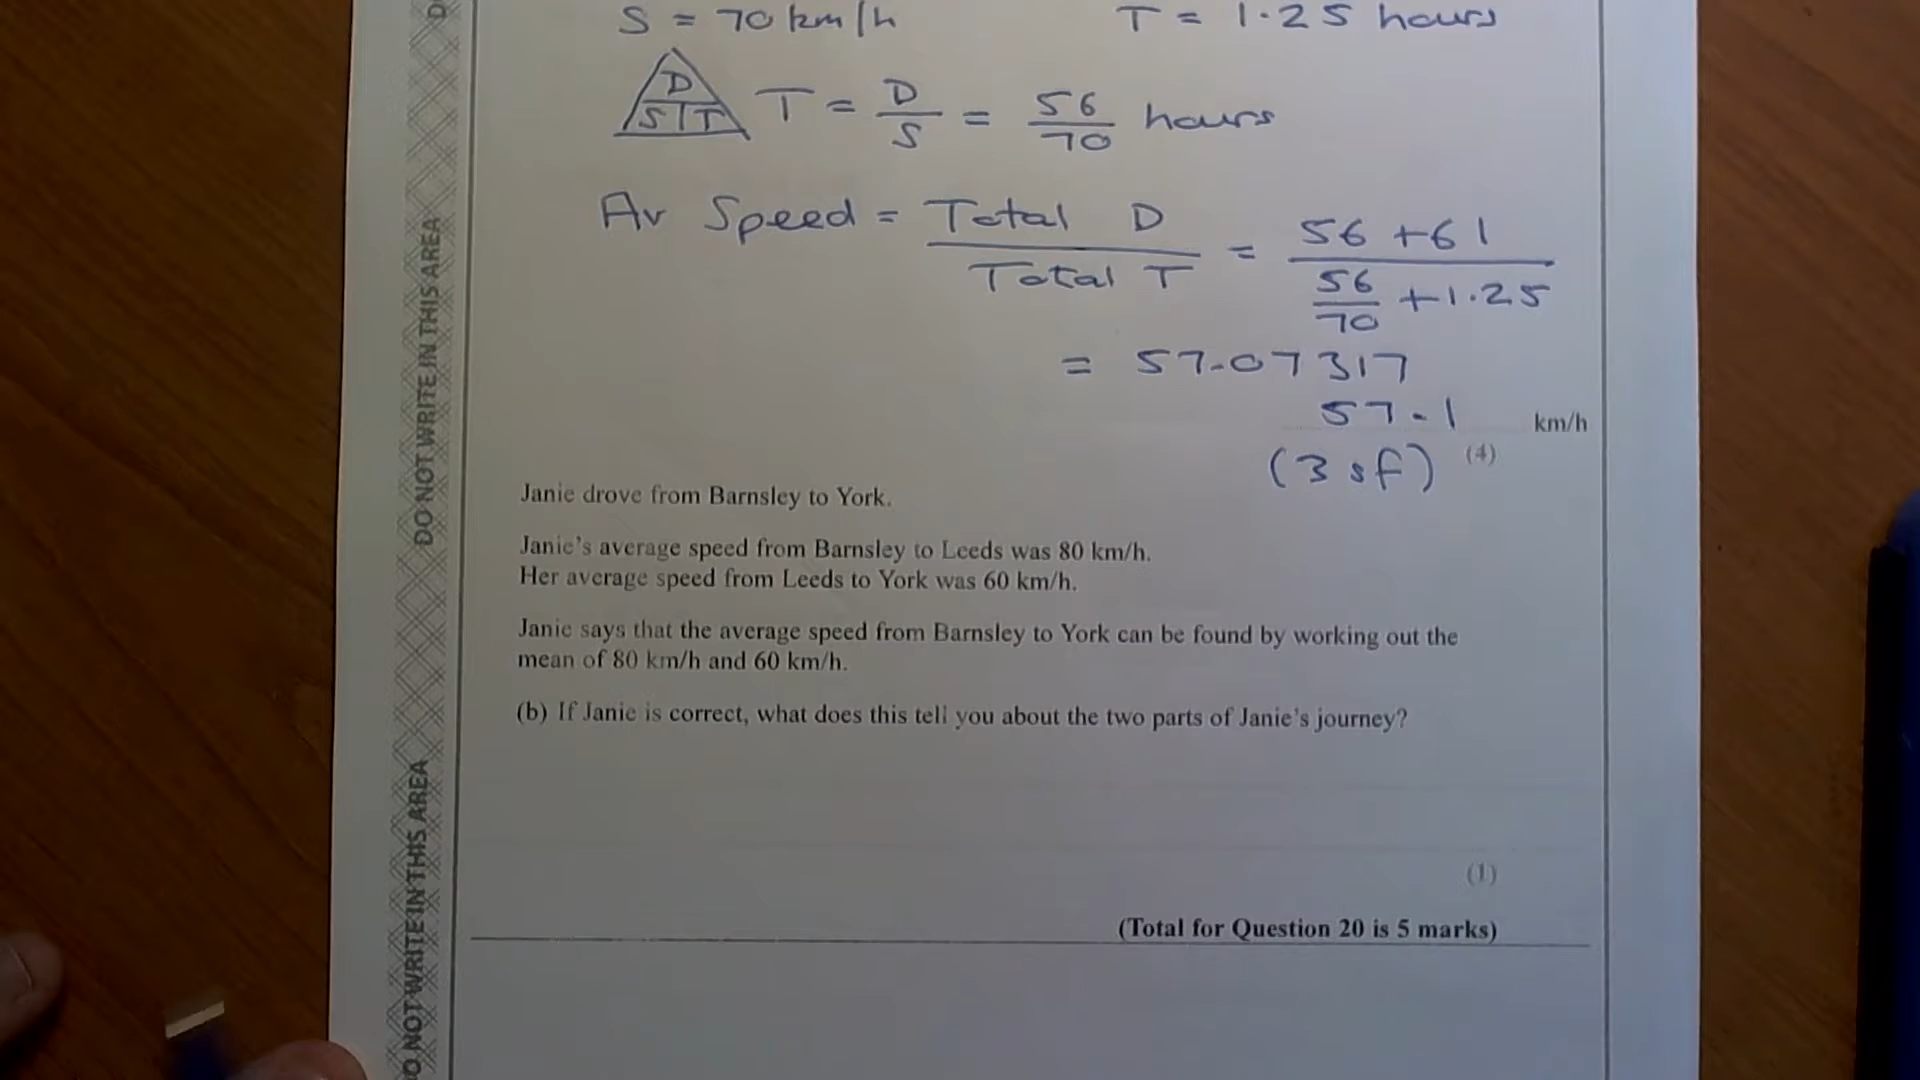 S = 70 km/h T = 1.25 hours
D
S T
T = D/S = 56/70 hours
Av Speed = Total D / Total T = 56 + 61 / 56/70 + 1.25
= 57.07317
57.1 km/h
(3 sf) (4)
Janie drove from Barnsley to York.
Janie's average speed from Barnsley to Leeds was 80 km/h.
Her average speed from Leeds to York was 60 km/h.
Janie says that the average speed from Barnsley to York can be found by working out the
mean of 80 km/h and 60 km/h.
(b) If Janie is correct, what does this tell you about the two parts of Janie's journey?
(1)
(Total for Question 20 is 5 marks)
DO NOT WRITE IN THIS AREA
DO NOT WRITE IN THIS AREA